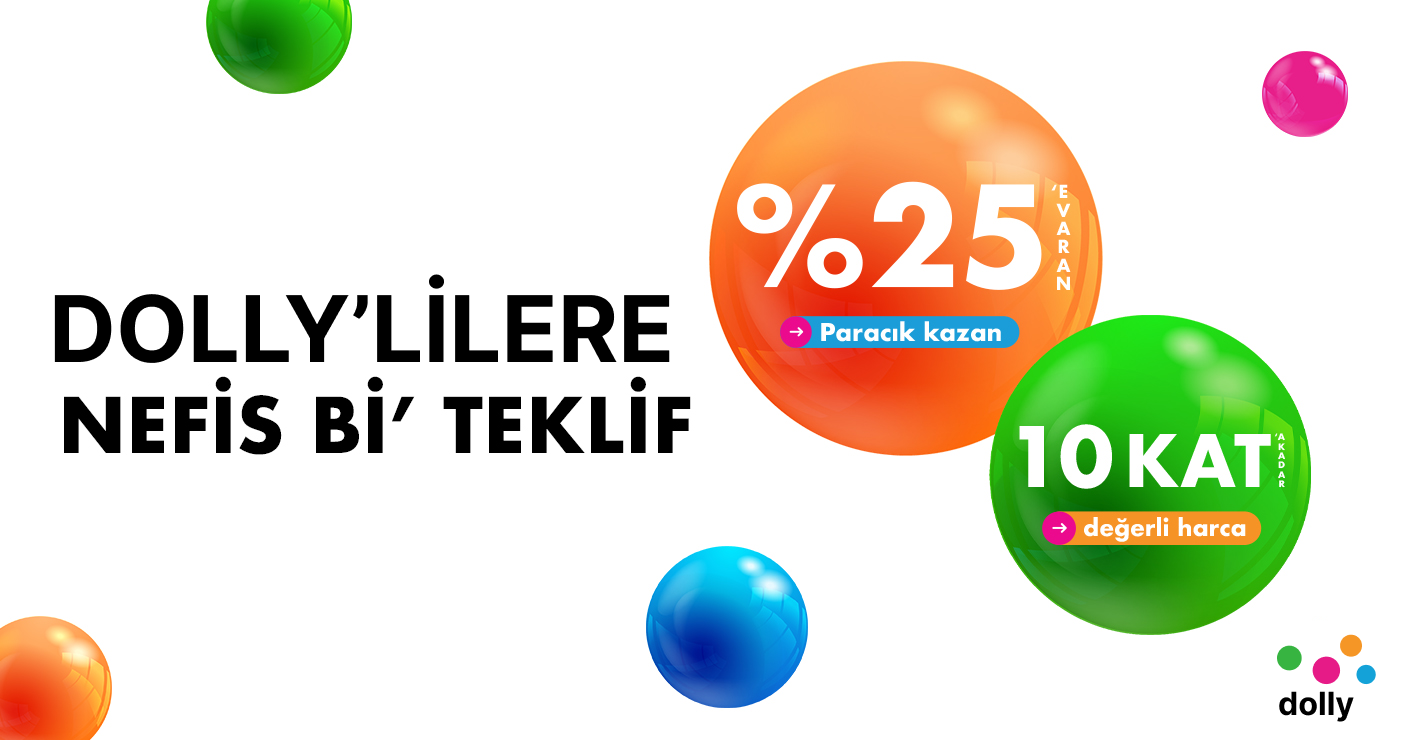 DOLLY’LİLERE
NEFİS Bİ’ TEKLİF
%25 ’E VARAN
→ Paracık kazan
10 KAT ’A KADAR
→ değerli harca
dolly